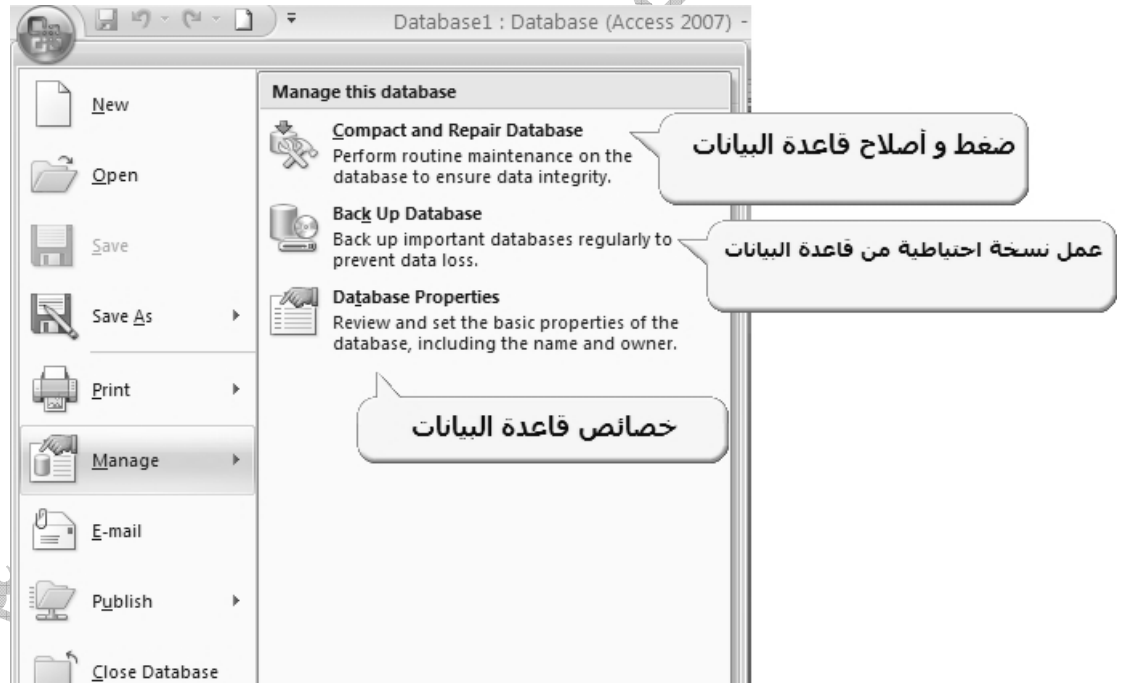 Database1 : Database (Access 2007) -
New
Open
Save
Save As
Print
Manage
E-mail
Publish
Close Database
Manage this database
Compact and Repair Database
Perform routine maintenance on the
database to ensure data integrity.
ضغط و أصلاح قاعدة البيانات
Back Up Database
Back up important databases regularly to
prevent data loss.
عمل نسخة احتياطية من قاعدة البيانات
Database Properties
Review and set the basic properties of the
database, including the name and owner.
خصائص قاعدة البيانات